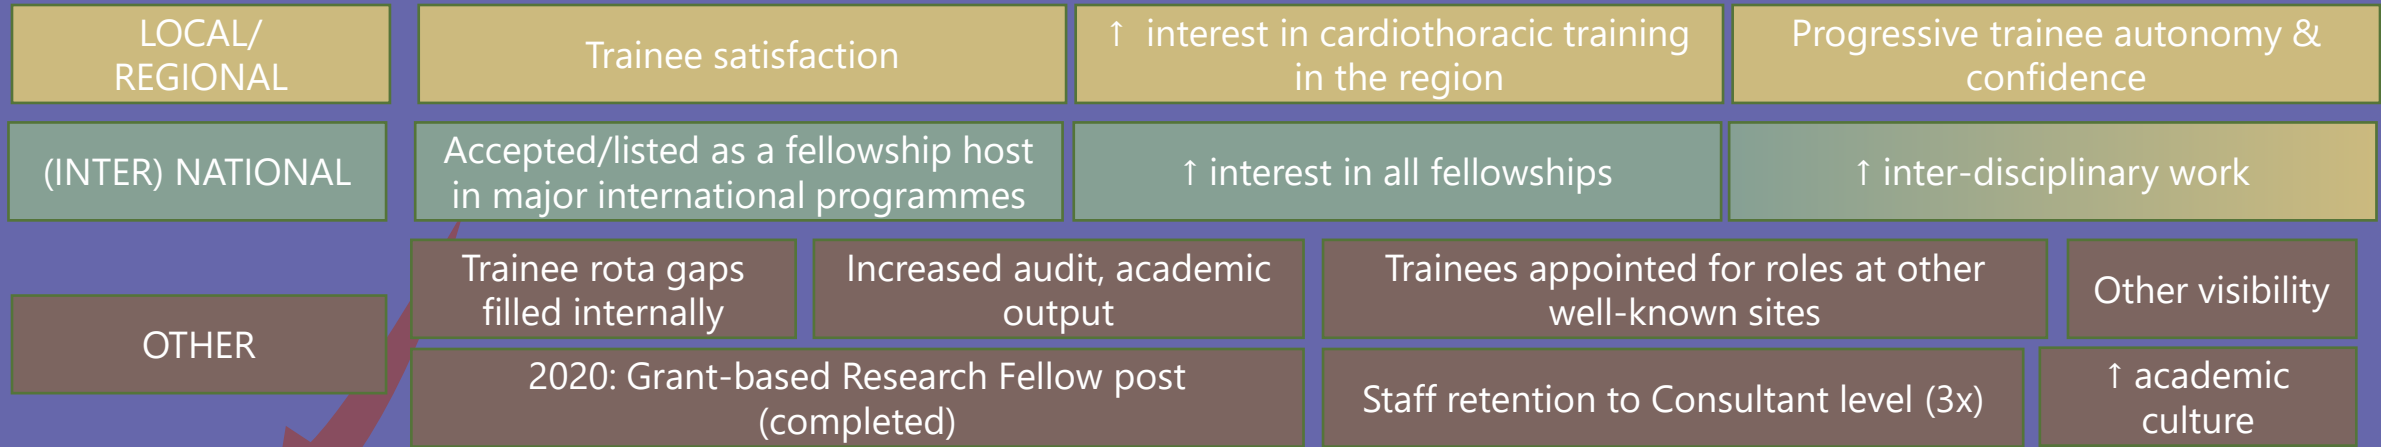 LOCAL/
REGIONAL
Trainee satisfaction
↑ interest in cardiothoracic training
in the region
Progressive trainee autonomy &
confidence
(INTER) NATIONAL
Accepted/listed as a fellowship host
in major international programmes
↑ interest in all fellowships
↑ inter-disciplinary work
OTHER
Trainee rota gaps
filled internally
Increased audit, academic
output
Trainees appointed for roles at other
well-known sites
Other visibility
2020: Grant-based Research Fellow post
(completed)
Staff retention to Consultant level (3x)
↑ academic
culture